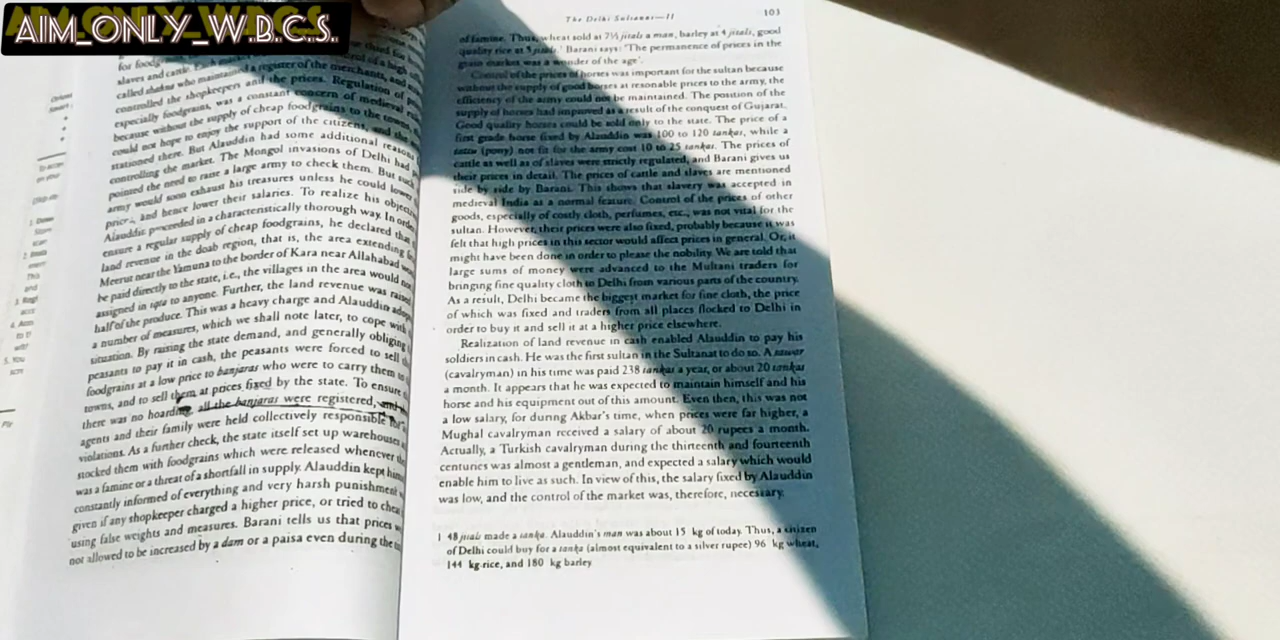 AIM_ONLY_W.B.C.S.
for foodg
slaves and cattle. Each market
called shahna who maintained a register of the merchants, and
controlled the shopkeepers and the prices. Regulation of
especially foodgrains, was a constant concern of medieval
because without the supply of cheap foodgrains to the towns,
could not hope to enjoy the support of the citizens, and the
stationed there. But Alauddin had some additional reasons
controlling the market. The Mongol invasions of Delhi had
pointed the need to raise a large army to check them. But such
army would soon exhaust his treasures unless he could lower
prices, and hence lower their salaries. To realize his objec
Alauddin proceeded in a characteristically thorough way. In order
ensure a regular supply of cheap foodgrains, he declared that
land revenue in the doab region, that is, the area extending
Meerut near the Yamuna to the border of Kara near Allahabad
be paid directly to the state, i.e., the villages in the area would not
assigned in iqta to anyone. Further, the land revenue was raised
half of the produce. This was a heavy charge and Alauddin adop
a number of measures, which we shall note later, to cope with
situation. By raising the state demand, and generally obliging
peasants to pay it in cash, the peasants were forced to sell
foodgrains at a low price to banjaras who were to carry them to
towns, and to sell them at prices fixed by the state. To ensure
there was no hoarding all the banjaras were registered,
agents and their family were held collectively responsible for
violations. As a further check, the state itself set up warehouses
stocked them with foodgrains which were released whenever
was a famine or a threat of a shortfall in supply. Alauddin kept him
constantly informed of everything and very harsh punishment
given if any shopkeeper charged a higher price, or tried to cheat
using false weights and measures. Barani tells us that prices w
not allowed to be increased by a dam or a paisa even during the
The Delhi Sultanat—II 103
of famine. Thus, wheat sold at 7½ jitals a man, barley at 4 jitals, good
quality rice at 5 jitals.¹ Barani says: 'The permanence of prices in the
grain market was a wonder of the age'.
Control of the prices of horses was important for the sultan because
without the supply of good horses at resonable prices to the army, the
efficiency of the army could not be maintained. The position of the
supply of horses had improved as a result of the conquest of Gujarat.
Good quality horses could be sold only to the state. The price of a
first grade horse fixed by Alauddin was 100 to 120 tankas, while a
tattu (pony) not fit for the army cost 10 to 25 tankas. The prices of
cattle as well as of slaves were strictly regulated, and Barani gives us
their prices in detail. The prices of cattle and slaves are mentioned
side by side by Barani. This shows that slavery was accepted in
medieval India as a normal feature. Control of the prices of other
goods, especially of costly cloth, perfumes, etc., was not vital for the
sultan. However, their prices were also fixed, probably because it was
felt that high prices in this sector would affect prices in general. Or, it
might have been done in order to please the nobility. We are told that
large sums of money were advanced to the Multani traders for
bringing fine quality cloth to Delhi from various parts of the country.
As a result, Delhi became the biggest market for fine cloth, the price
of which was fixed and traders from all places flocked to Delhi in
order to buy it and sell it at a higher price elsewhere.
Realization of land revenue in cash enabled Alauddin to pay his
soldiers in cash. He was the first sultan in the Sultanat to do so. A sawar
(cavalryman) in his time was paid 238 tankas a year, or about 20 tankas
a month. It appears that he was expected to maintain himself and his
horse and his equipment out of this amount. Even then, this was not
a low salary, for during Akbar's time, when prices were far higher, a
Mughal cavalryman received a salary of about 20 rupees a month.
Actually, a Turkish cavalryman during the thirteenth and fourteenth
centuries was almost a gentleman, and expected a salary which would
enable him to live as such. In view of this, the salary fixed by Alauddin
was low, and the control of the market was, therefore, necessary.
1 48 jitals made a tanka. Alauddin's man was about 15 kg of today. Thus, a citizen
of Delhi could buy for a tanka (almost equivalent to a silver rupee) 96 kg wheat,
144 kg rice, and 180 kg barley